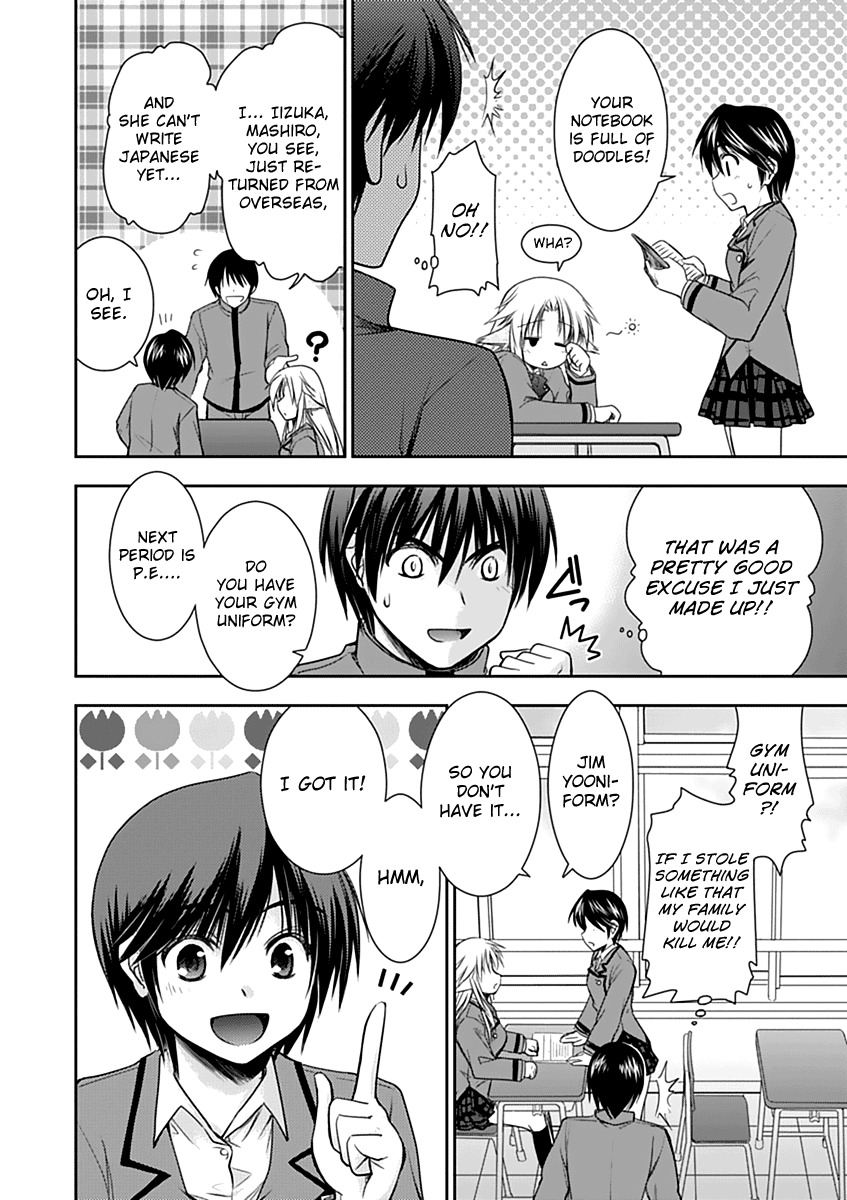 YOUR
NOTEBOOK
IS FULL OF
DOODLES!
WHA?
OH
NO!!
I... IIZUKA,
MASHIRO,
YOU SEE,
JUST RE-
TURNED FROM
OVERSEAS,
AND
SHE CAN'T
WRITE
JAPANESE
YET...
?
OH, I
SEE.
THAT WAS A
PRETTY GOOD
EXCUSE I JUST
MADE UP!!
DO
YOU HAVE
YOUR GYM
UNIFORM?
NEXT
PERIOD IS
P.E....
GYM
UNI-
FORM
?!
IF I STOLE
SOMETHING
LIKE THAT
MY FAMILY
WOULD
KILL ME!!
JIM
YOONI-
FORM?
SO YOU
DON'T
HAVE IT...
HMM,
I GOT IT!